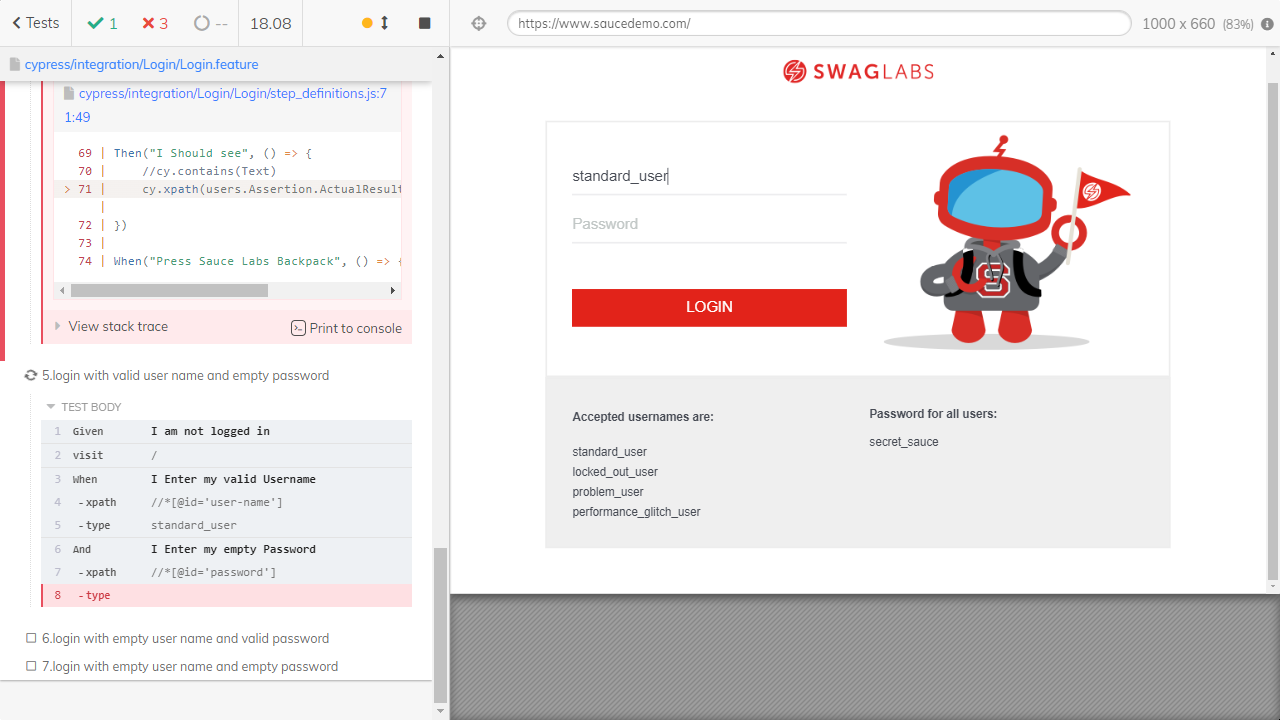 Tests
1
3
--
18.08
https://www.saucedemo.com/
1000 x 660 (83%)
cypress/integration/Login/Login.feature
cypress/integration/Login/Login/step_definitions.js:7
1:49
69 | Then("I Should see", () => {
70 |     //cy.contains(Text)
> 71 |     cy.xpath(users.Assertion.ActualResult
|
72 | })
73 |
74 | When("Press Sauce Labs Backpack", () => {
View stack trace
Print to console
5.login with valid user name and empty password
TEST BODY
1 Given I am not logged in
2 visit /
3 When I Enter my valid Username
4 -xpath //*[@id='user-name']
5 -type standard_user
6 And I Enter my empty Password
7 -xpath //*[@id='password']
8 -type
6.login with empty user name and valid password
7.login with empty user name and empty password
SWAGLABS
standard_user
Password
LOGIN
S
Accepted usernames are:
standard_user
locked_out_user
problem_user
performance_glitch_user
Password for all users:
secret_sauce